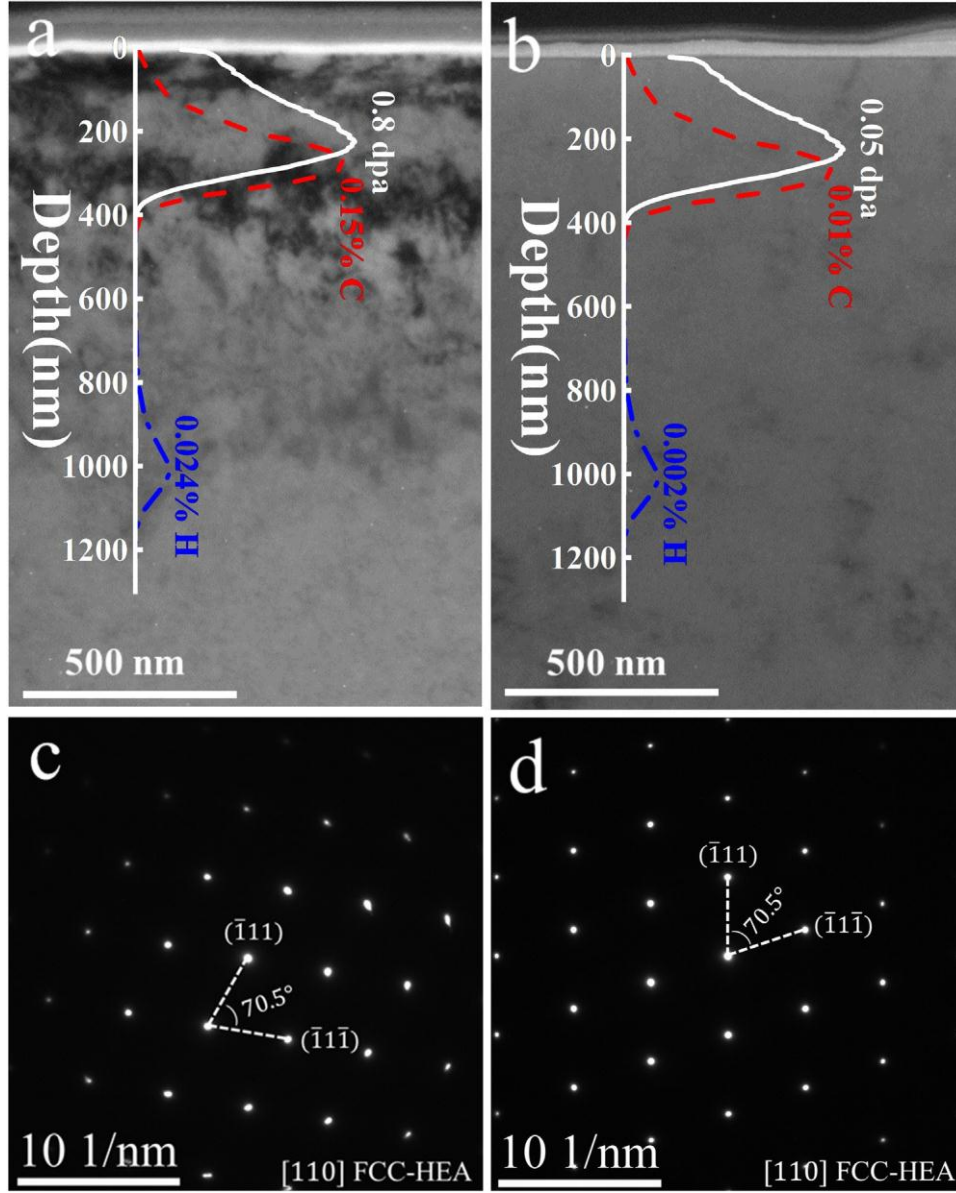 a
0
200
400
600
800
1000
1200
Depth(nm)
0.8 dpa
0.15% C
0.024% H
500 nm
b
0
200
400
600
800
1000
1200
Depth(nm)
0.05 dpa
0.01% C
0.002% H
500 nm
c
(1̅11)
70.5°
(1̅11̅)
10 1/nm
[110] FCC-HEA
d
(1̅11)
70.5°
(1̅11̅)
10 1/nm
[110] FCC-HEA